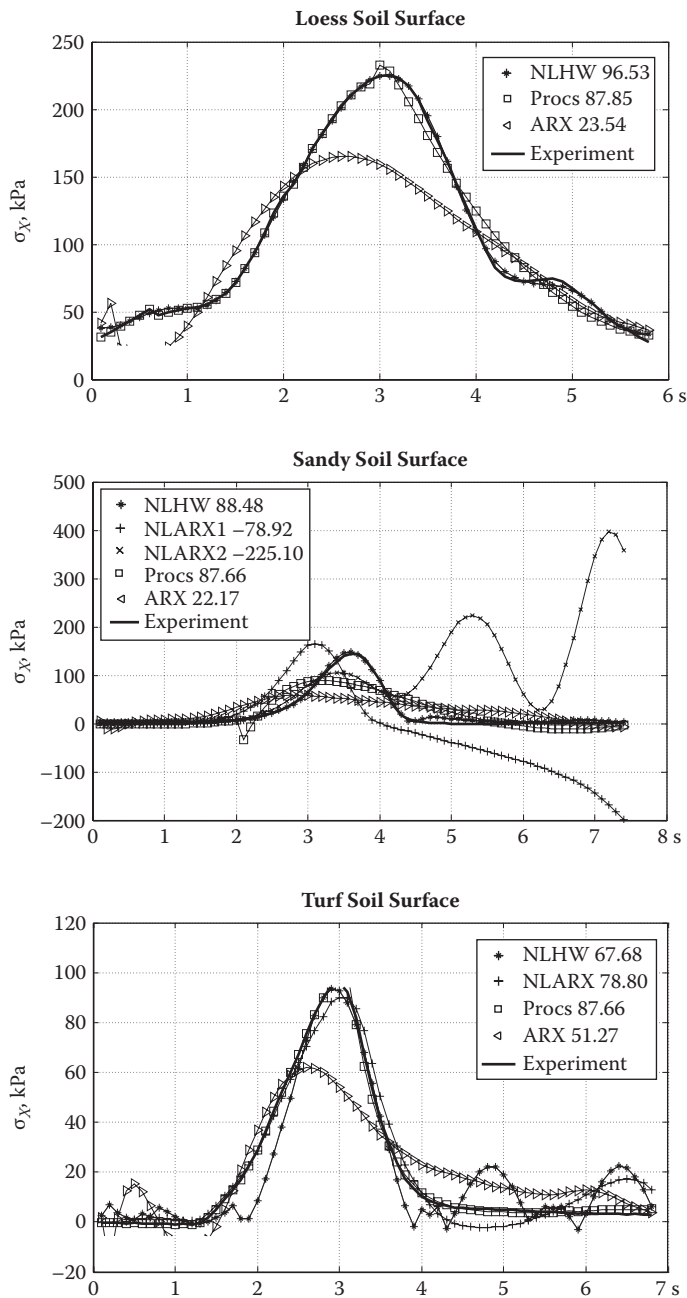 Loess Soil Surface
250
200
150
100
50
0
σχ, kPa
NLHW 96.53
Procs 87.85
ARX 23.54
Experiment
0 1 2 3 4 5 6 s
Sandy Soil Surface
500
400
300
200
100
0
−100
−200
σχ, kPa
NLHW 88.48
NLARX1 −78.92
NLARX2 −225.10
Procs 87.66
ARX 22.17
Experiment
0 1 2 3 4 5 6 7 8 s
Turf Soil Surface
120
100
80
60
40
20
0
−20
σχ, kPa
NLHW 67.68
NLARX 78.80
Procs 87.66
ARX 51.27
Experiment
0 1 2 3 4 5 6 7 s